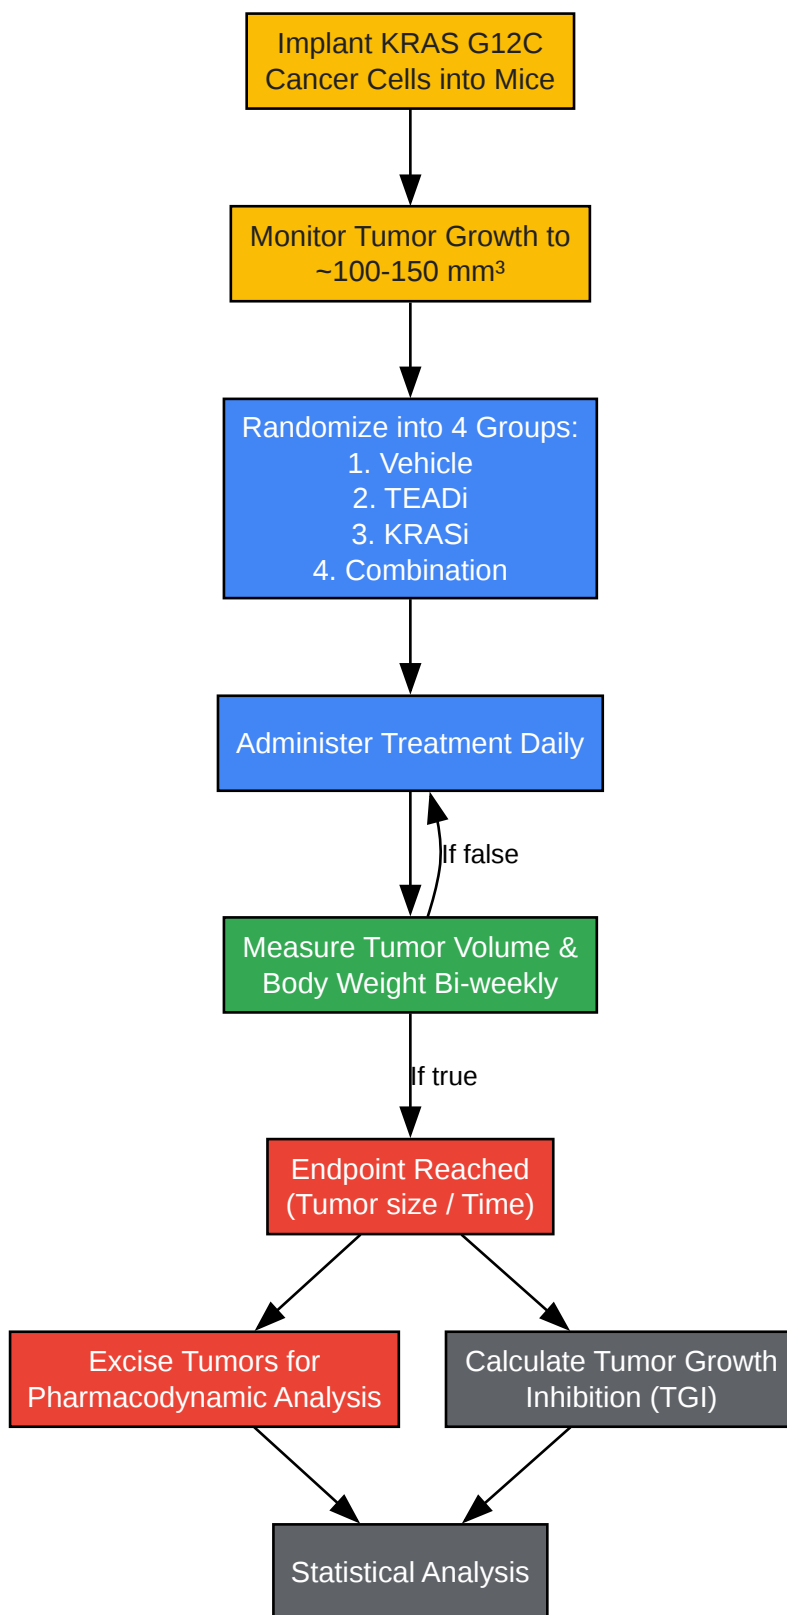 Implant KRAS G12C
Cancer Cells into Mice
Monitor Tumor Growth to
~100-150 mm³
Randomize into 4 Groups:
1. Vehicle
2. TEADi
3. KRASi
4. Combination
Administer Treatment Daily
If false
Measure Tumor Volume &
Body Weight Bi-weekly
If true
Endpoint Reached
(Tumor size / Time)
Excise Tumors for
Pharmacodynamic Analysis
Calculate Tumor Growth
Inhibition (TGI)
Statistical Analysis